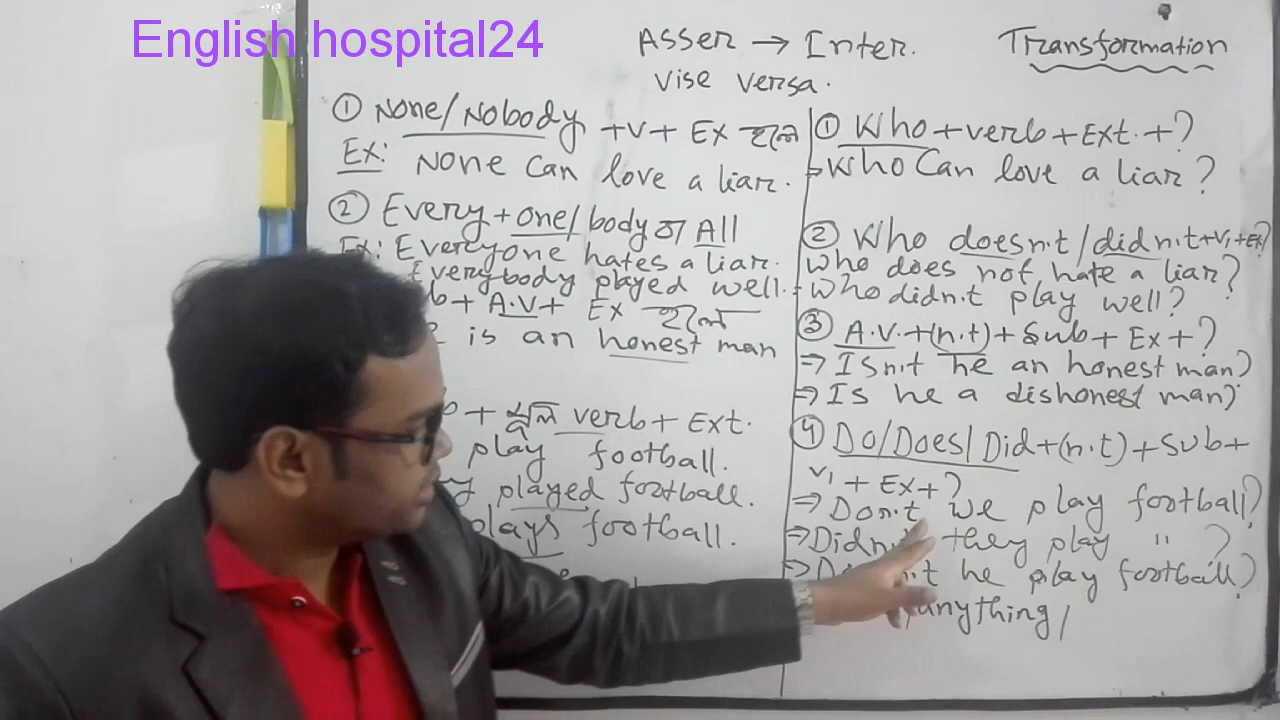 English hospital24
Asser → Inter.
vise versa.
Transformation
① None/Nobody + v + Ex হলে
Ex: None can love a liar.
② Every + one/body বা All
Ex: Everyone hates a liar.
Everybody played well.
+ A.V + Ex হলে
is an honest man
+ মূল verb + Ext.
play football.
played football.
plays football.
① Who + verb + Ext. + ?
Who Can love a liar?
② Who doesn't / didn't + v₁ + Ex?
Who does not hate a liar?
Who didn't play well?
③ A.V. + (n.t) + Sub + Ex + ?
⇒ Isn't he an honest man?
⇒ Is he a dishonest man?
④ Do/Does/Did + (n.t) + Sub +
v₁ + Ex + ?
⇒ Don't we play football?
⇒ they play " ?
⇒ he play football?
anything/